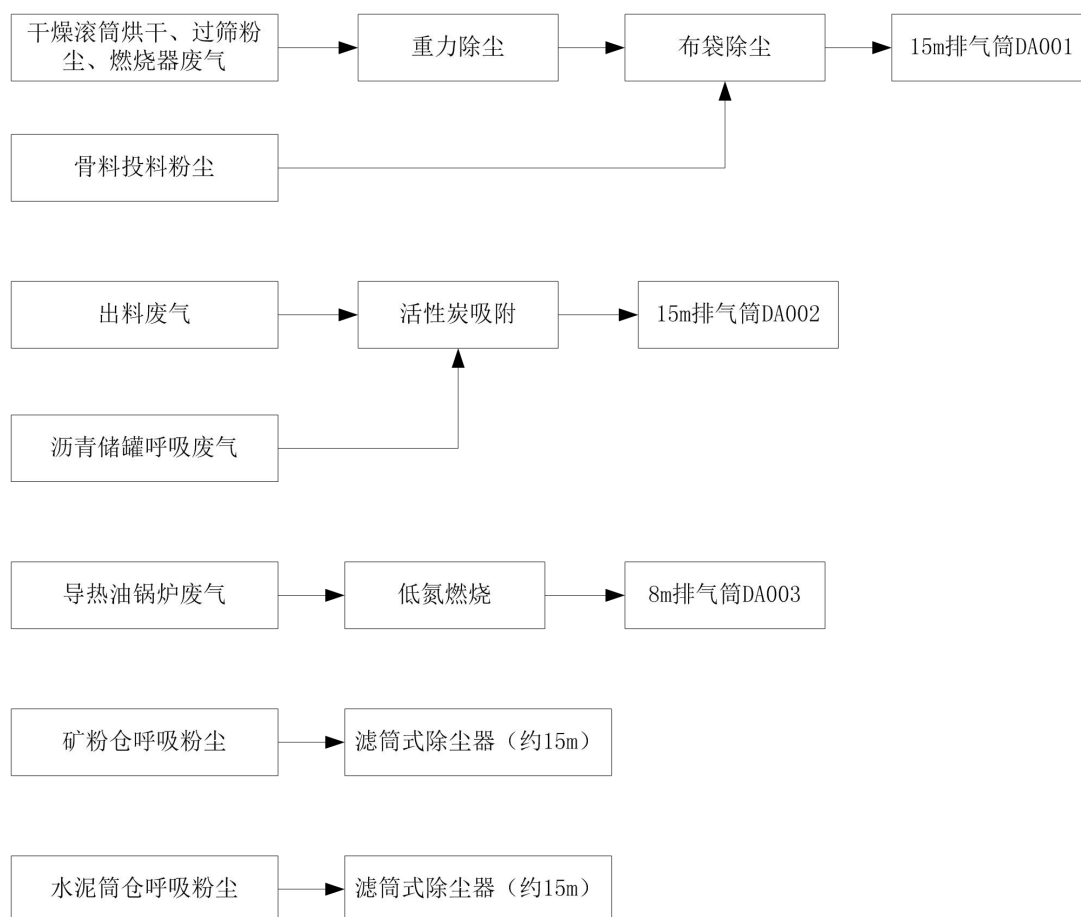 干燥滚筒烘干、过筛粉
尘、燃烧器废气
重力除尘
布袋除尘
15m排气筒DA001
骨料投料粉尘
出料废气
活性炭吸附
15m排气筒DA002
沥青储罐呼吸废气
导热油锅炉废气
低氮燃烧
8m排气筒DA003
矿粉仓呼吸粉尘
滤筒式除尘器（约15m）
水泥筒仓呼吸粉尘
滤筒式除尘器（约15m）